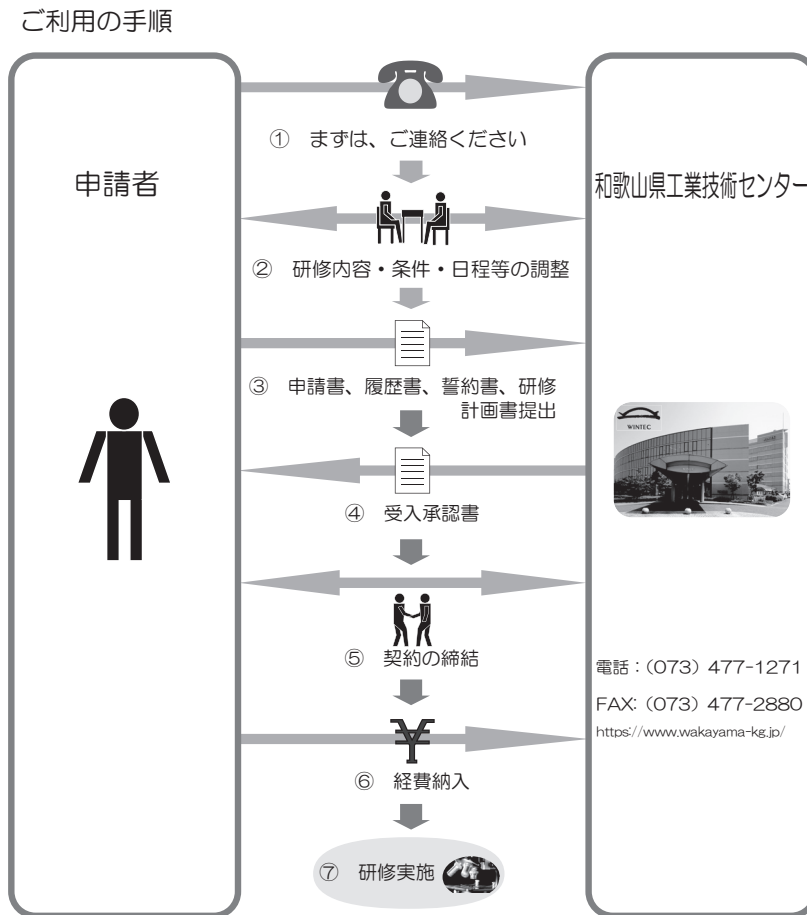 ご利用の手順
申請者
和歌山県工業技術センター
① まずは、ご連絡ください
② 研修内容・条件・日程等の調整
③ 申請書、履歴書、誓約書、研修
計画書提出
WINTEC
④ 受入承認書
⑤ 契約の締結
電話：(073) 477-1271
FAX: (073) 477-2880
https://www.wakayama-kg.jp/
⑥ 経費納入
⑦ 研修実施